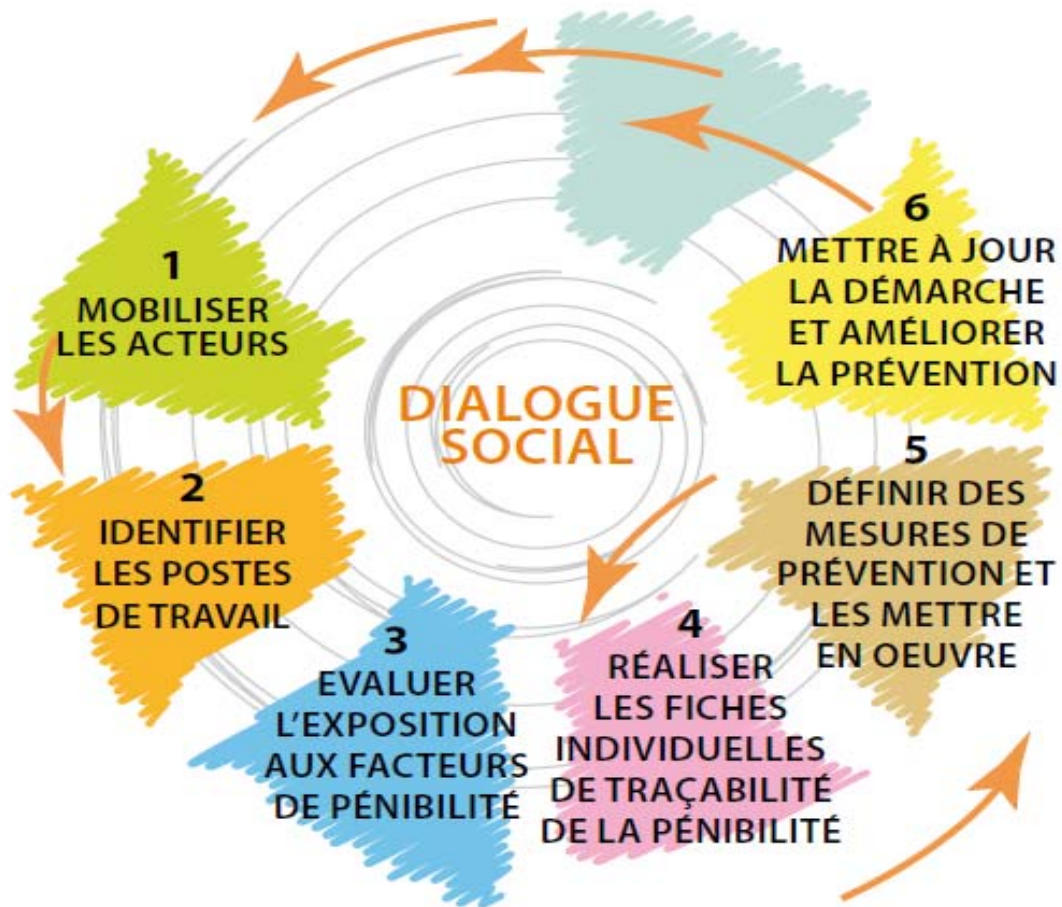 1
MOBILISER
LES ACTEURS
2
IDENTIFIER
LES POSTES
DE TRAVAIL
3
EVALUER
L'EXPOSITION
AUX FACTEURS
DE PÉNIBILITÉ
4
RÉALISER
LES FICHES
INDIVIDUELLES
DE TRAÇABILITÉ
DE LA PÉNIBILITÉ
5
DÉFINIR DES
MESURES DE
PRÉVENTION ET
LES METTRE
EN OEUVRE
6
METTRE À JOUR
LA DÉMARCHE
ET AMÉLIORER
LA PRÉVENTION
DIALOGUE
SOCIAL